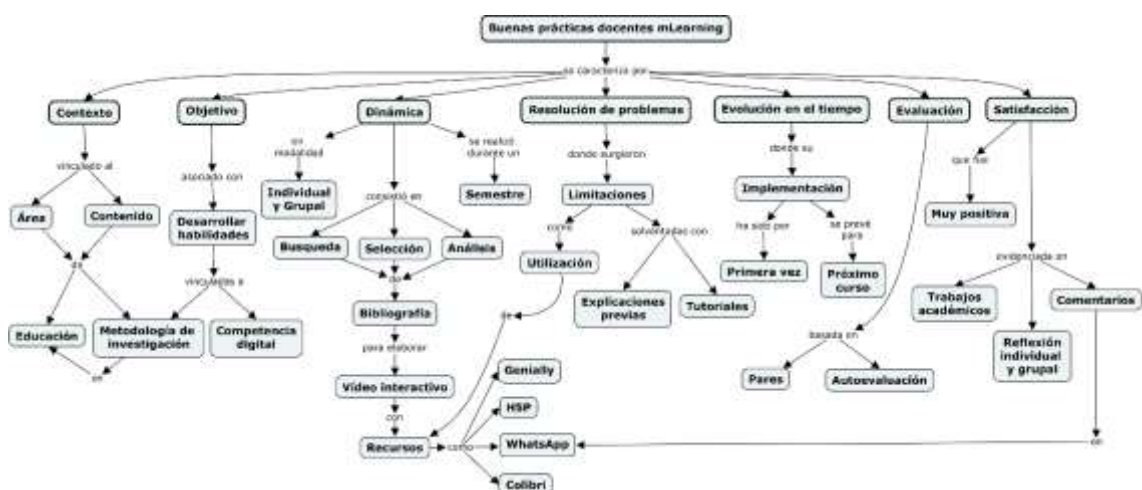 Buenas prácticas docentes mLearning
se caracteriza por
Contexto
Objetivo
Dinámica
Resolución de problemas
Evolución en el tiempo
Evaluación
Satisfacción
vinculado al
asociado con
en
modalidad
se realizó
durante un
donde surgieron
donde su
que fue
Área
Contenido
Desarrollar
habilidades
Individual
y Grupal
consistió en
Semestre
Limitaciones
Implementación
Muy positiva
de
Busqueda
Selección
Análisis
como
solventadas con
ha sido por
se prevé
para
Utilización
Primera vez
Próximo
curso
evidenciada en
vinculadas a
de
Explicaciones
previas
Tutoriales
Trabajos
académicos
Comentarios
Educación
Metodología de
investigación
Competencia
digital
Bibliografía
de
en
para elaborar
basada en
Reflexión
individual
y grupal
Vídeo interactivo
Pares
Autoevaluación
con
Recursos
como
Genially
H5P
WhatsApp
Colibrí
en